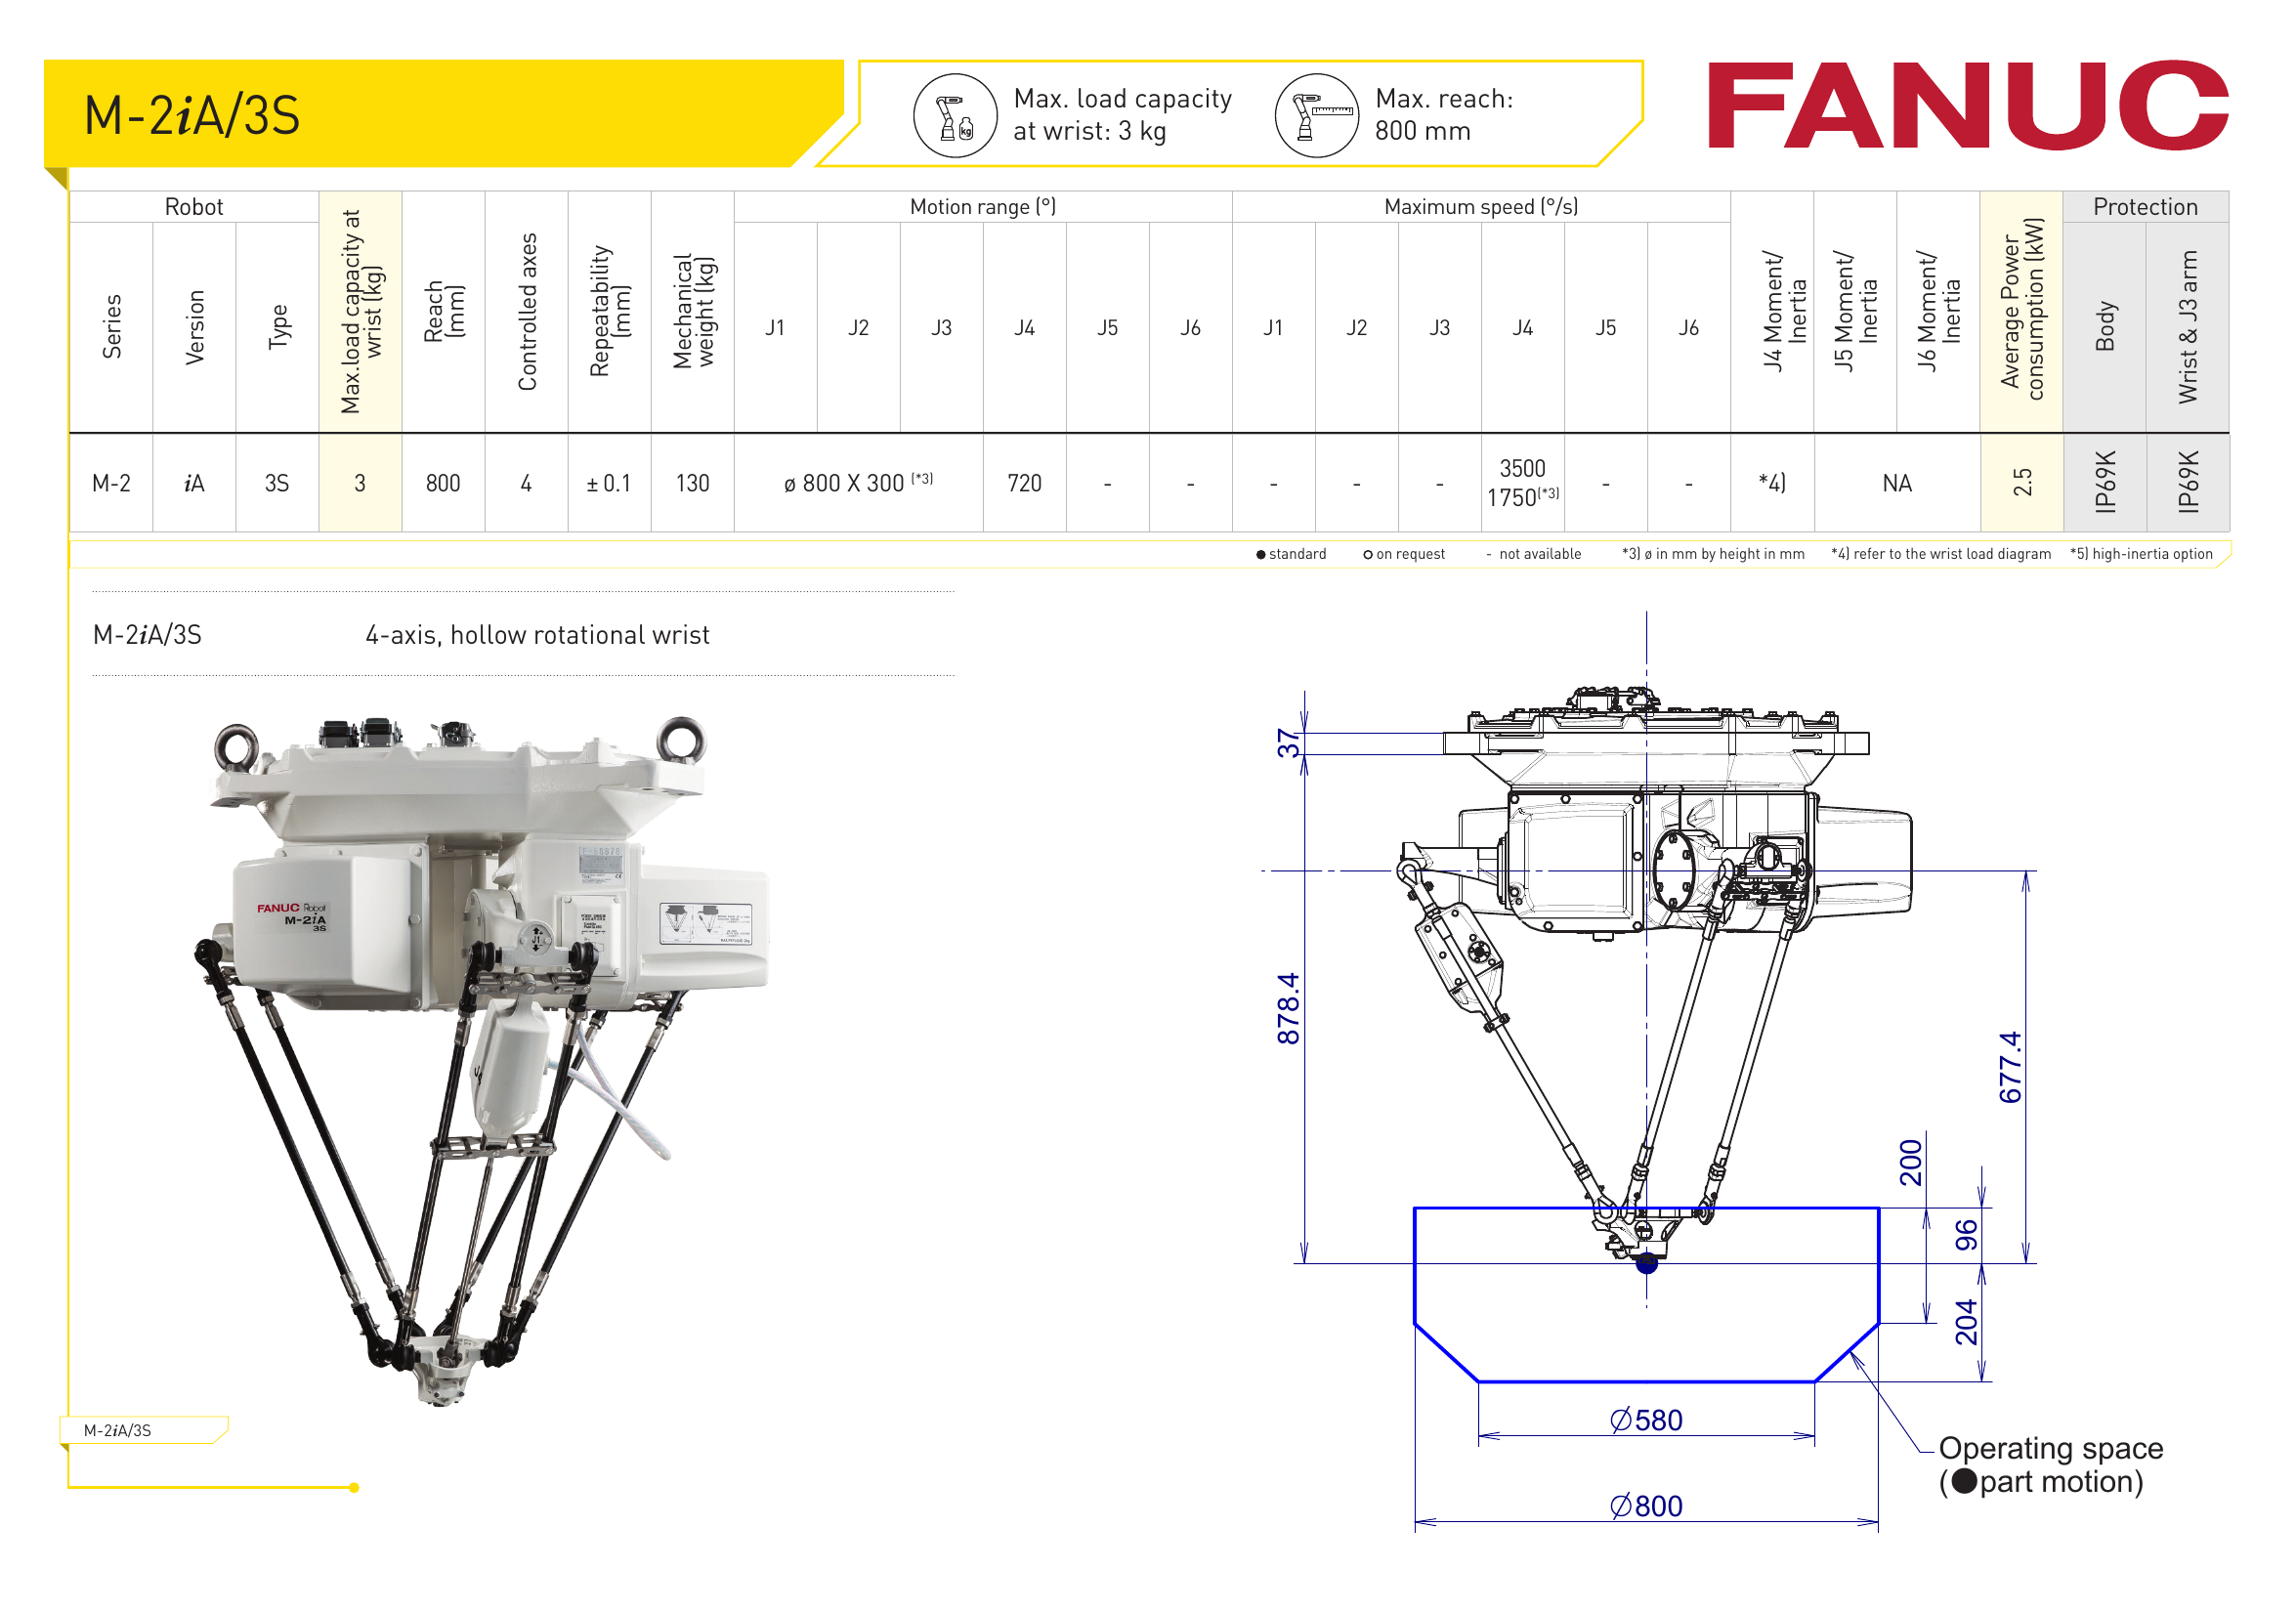 M-2iA/3S
Max. load capacity
at wrist: 3 kg
Max. reach:
800 mm
FANUC
Robot
Motion range (°)
Maximum speed (°/s)
Protection
Series
Version
Type
Max.load capacity at
wrist (kg)
Reach
(mm)
Controlled axes
Repeatability
(mm)
Mechanical
weight (kg)
J1
J2
J3
J4
J5
J6
J1
J2
J3
J4
J5
J6
J4 Moment/
Inertia
J5 Moment/
Inertia
J6 Moment/
Inertia
Average Power
consumption (kW)
Body
Wrist & J3 arm
M-2
iA
3S
3
800
4
± 0.1
130
ø 800 X 300 (*3)
720
-
-
-
-
-
3500
1750(*3)
-
-
*4)
NA
2.5
IP69K
IP69K
● standard
○ on request
- not available
*3) ø in mm by height in mm
*4) refer to the wrist load diagram
*5) high-inertia option
M-2iA/3S
4-axis, hollow rotational wrist
FANUC Robot
M-2iA
3S
J1
37
878.4
677.4
200
96
204
Ø580
Ø800
Operating space
(●part motion)
M-2iA/3S